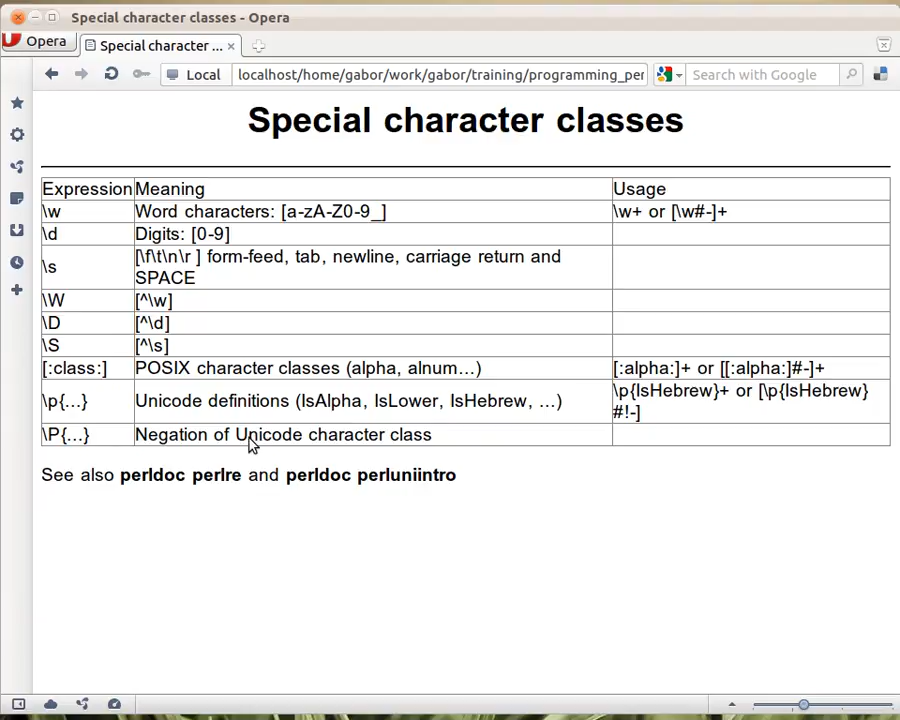 Special character classes - Opera
Opera
Special character ...
Local
localhost/home/gabor/work/gabor/training/programming_per
Search with Google
Special character classes
Expression Meaning Usage
\w Word characters: [a-zA-Z0-9_] \w+ or [\w#-]+
\d Digits: [0-9]
\s [\f\t\n\r ] form-feed, tab, newline, carriage return and
SPACE
\W [^\w]
\D [^\d]
\S [^\s]
[:class:] POSIX character classes (alpha, alnum...) [:alpha:]+ or [[:alpha:]#-]+
\p{...} Unicode definitions (IsAlpha, IsLower, IsHebrew, ...) \p{IsHebrew}+ or [\p{IsHebrew}
#!-]
\P{...} Negation of Unicode character class
See also perldoc perlre and perldoc perluniintro